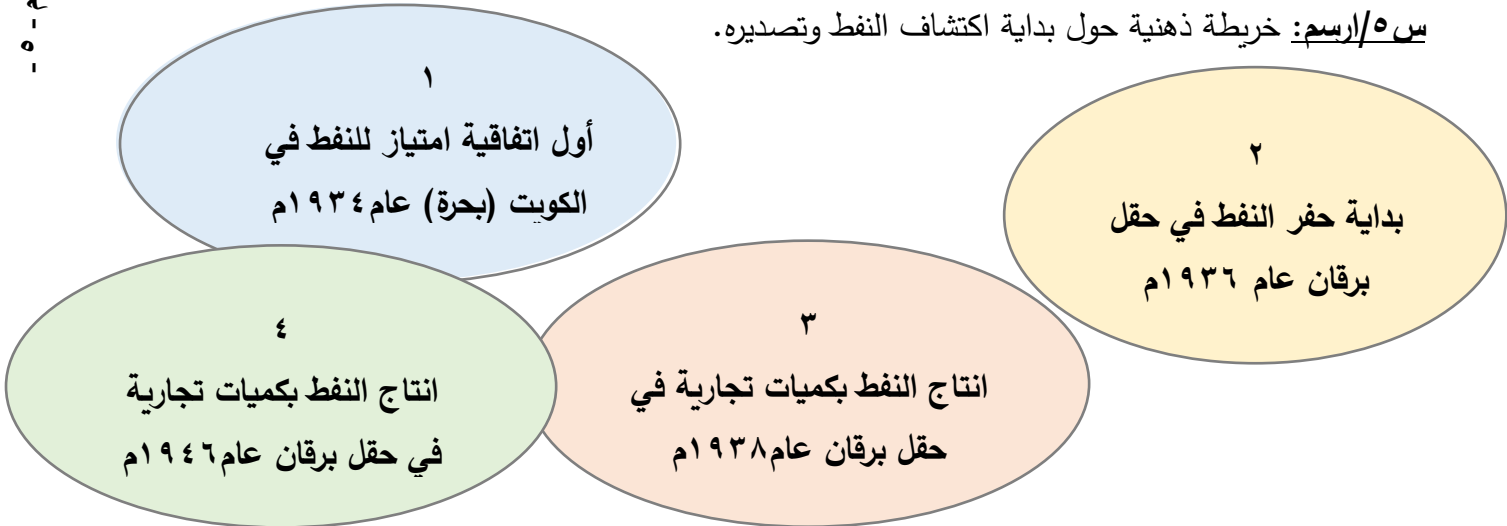 س٥/ارسم: خريطة ذهنية حول بداية اكتشاف النفط وتصديره.
١
أول اتفاقية امتياز للنفط في
الكويت (بحرة) عام١٩٣٤م
٢
بداية حفر النفط في حقل
برقان عام ١٩٣٦م
٣
انتاج النفط بكميات تجارية في
حقل برقان عام١٩٣٨م
٤
انتاج النفط بكميات تجارية
في حقل برقان عام١٩٤٦م
- ٥ -